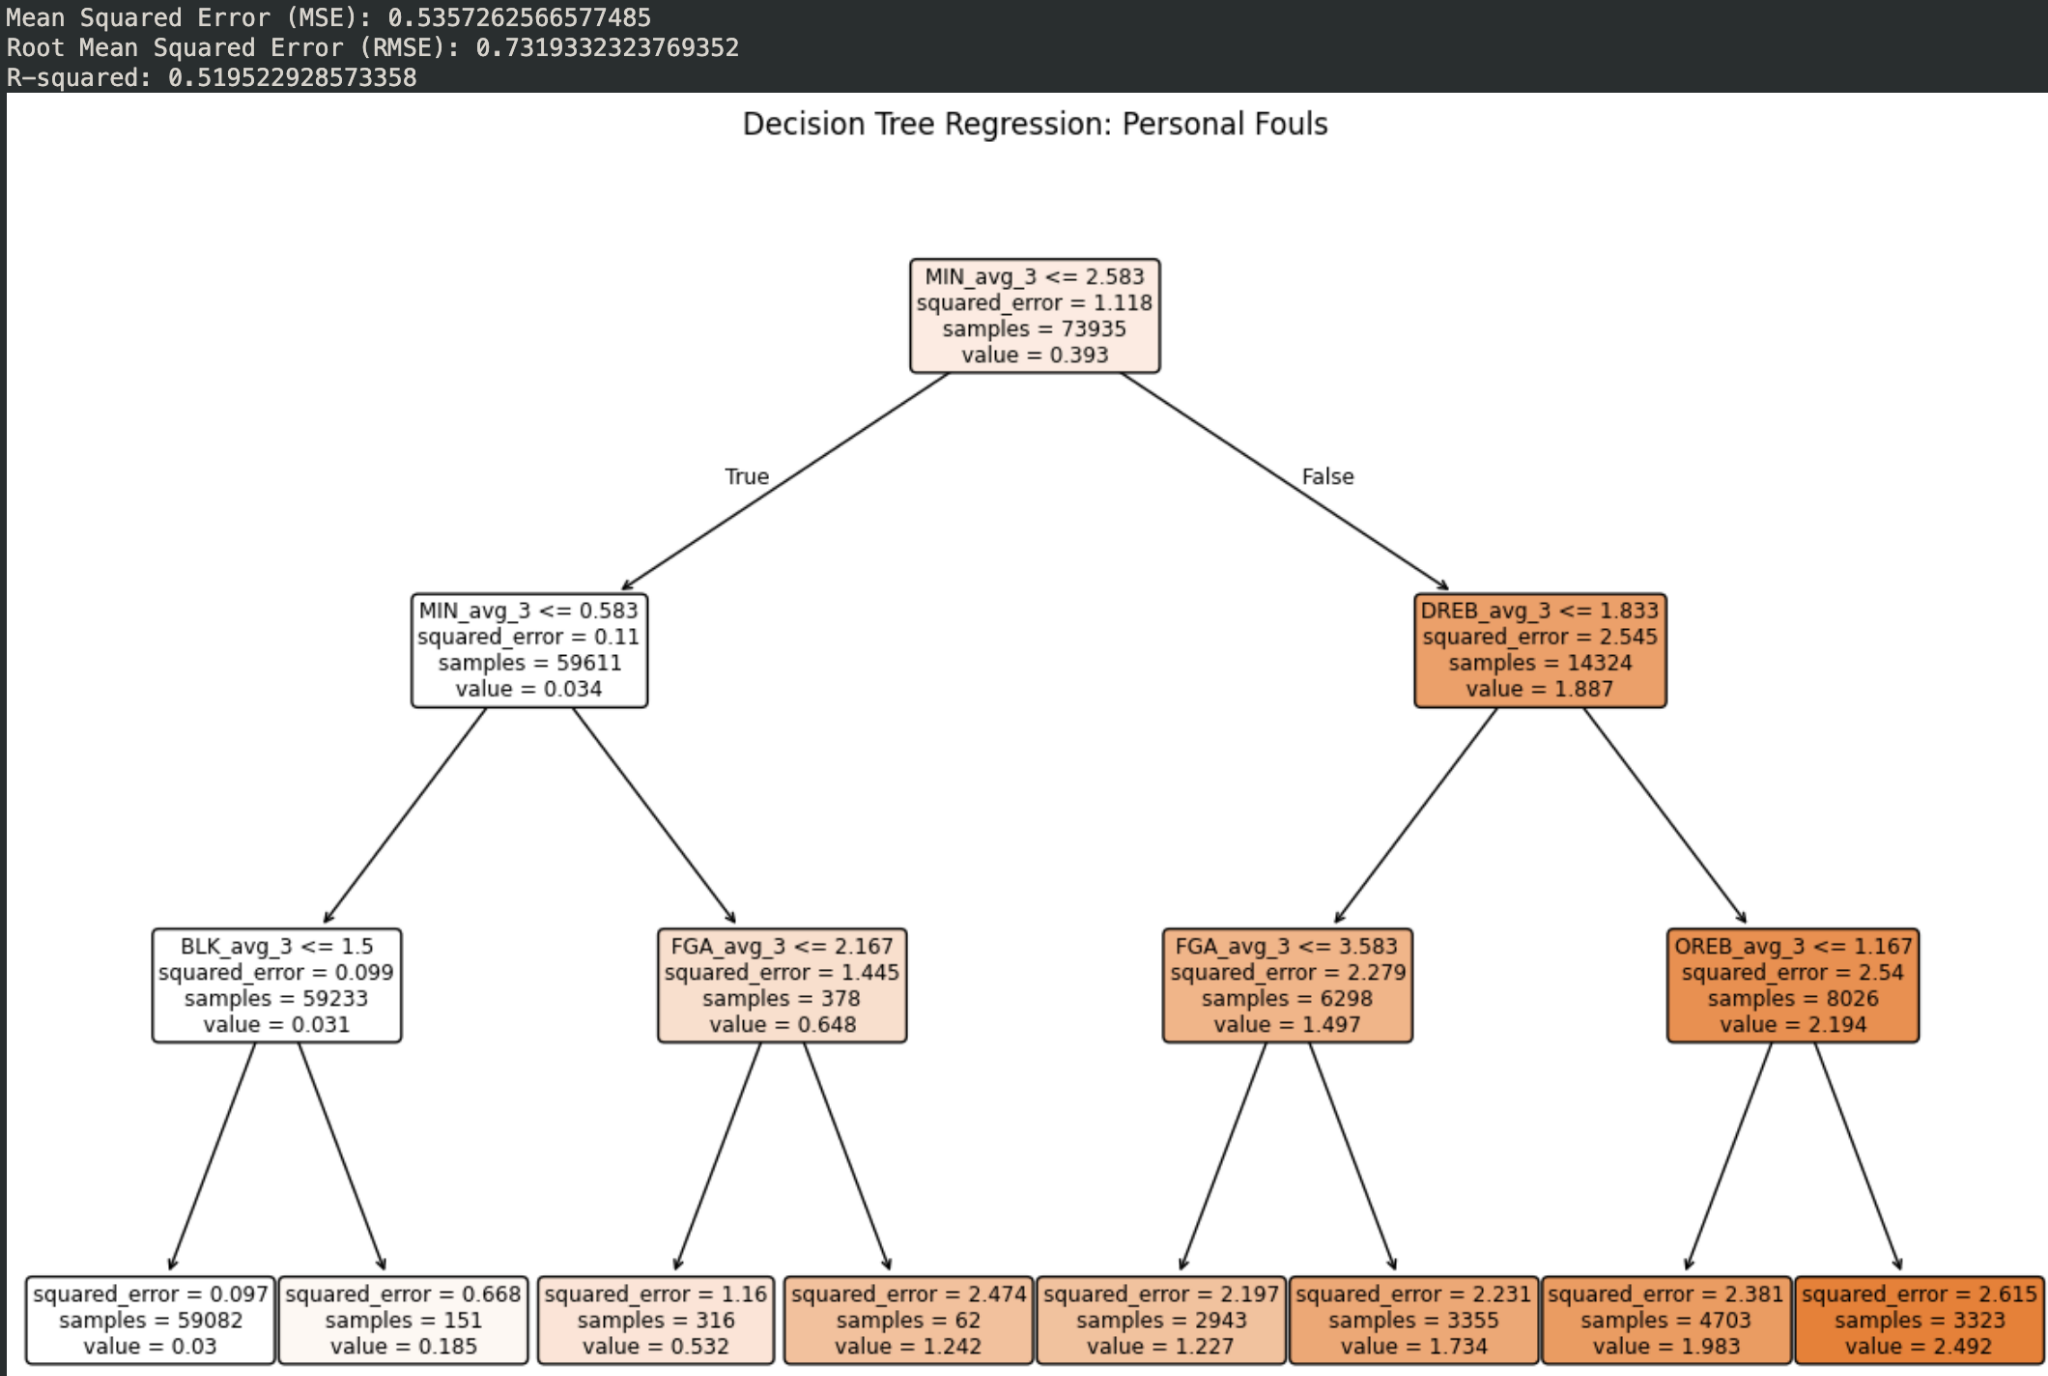 Mean Squared Error (MSE): 0.5357262566577485
Root Mean Squared Error (RMSE): 0.7319332323769352
R-squared: 0.519522928573358
Decision Tree Regression: Personal Fouls
MIN_avg_3 <= 2.583
squared_error = 1.118
samples = 73935
value = 0.393
True
False
MIN_avg_3 <= 0.583
squared_error = 0.11
samples = 59611
value = 0.034
DREB_avg_3 <= 1.833
squared_error = 2.545
samples = 14324
value = 1.887
BLK_avg_3 <= 1.5
squared_error = 0.099
samples = 59233
value = 0.031
FGA_avg_3 <= 2.167
squared_error = 1.445
samples = 378
value = 0.648
FGA_avg_3 <= 3.583
squared_error = 2.279
samples = 6298
value = 1.497
OREB_avg_3 <= 1.167
squared_error = 2.54
samples = 8026
value = 2.194
squared_error = 0.097
samples = 59082
value = 0.03
squared_error = 0.668
samples = 151
value = 0.185
squared_error = 1.16
samples = 316
value = 0.532
squared_error = 2.474
samples = 62
value = 1.242
squared_error = 2.197
samples = 2943
value = 1.227
squared_error = 2.231
samples = 3355
value = 1.734
squared_error = 2.381
samples = 4703
value = 1.983
squared_error = 2.615
samples = 3323
value = 2.492